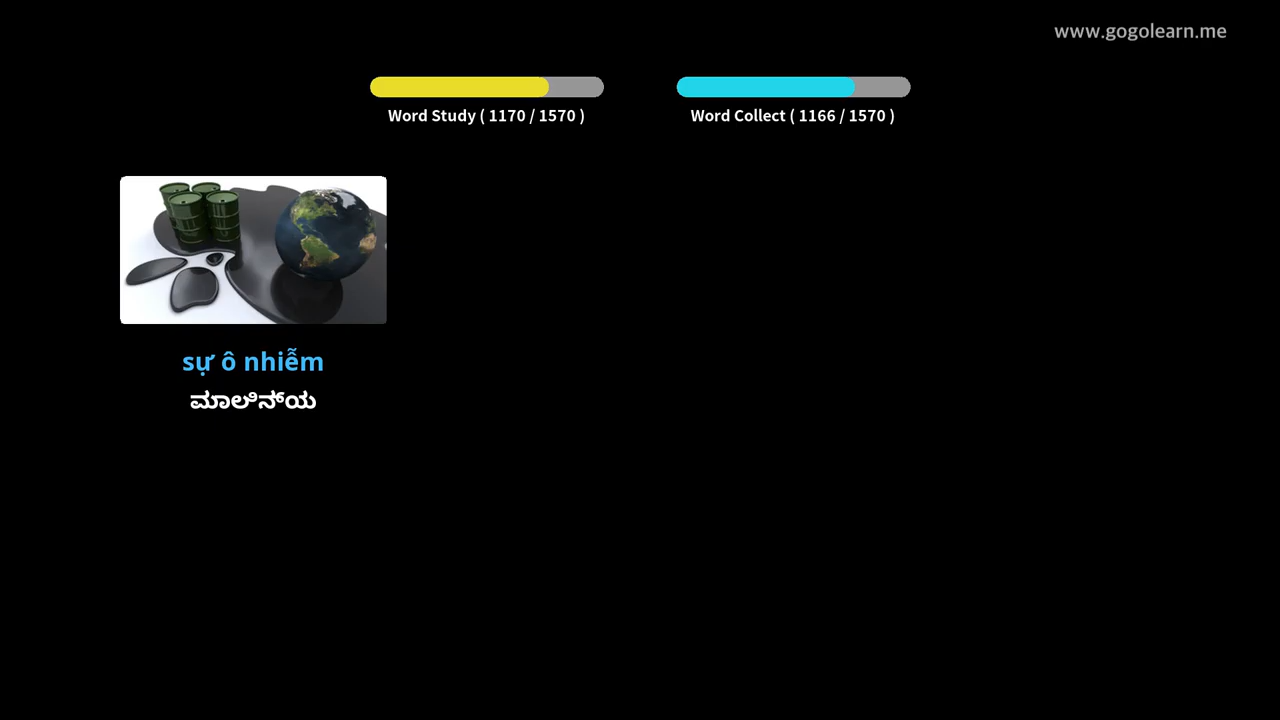 www.gogolearn.me
Word Study ( 1170 / 1570 )
Word Collect ( 1166 / 1570 )
sự ô nhiễm
ಮಾಲಿನ್ಯ